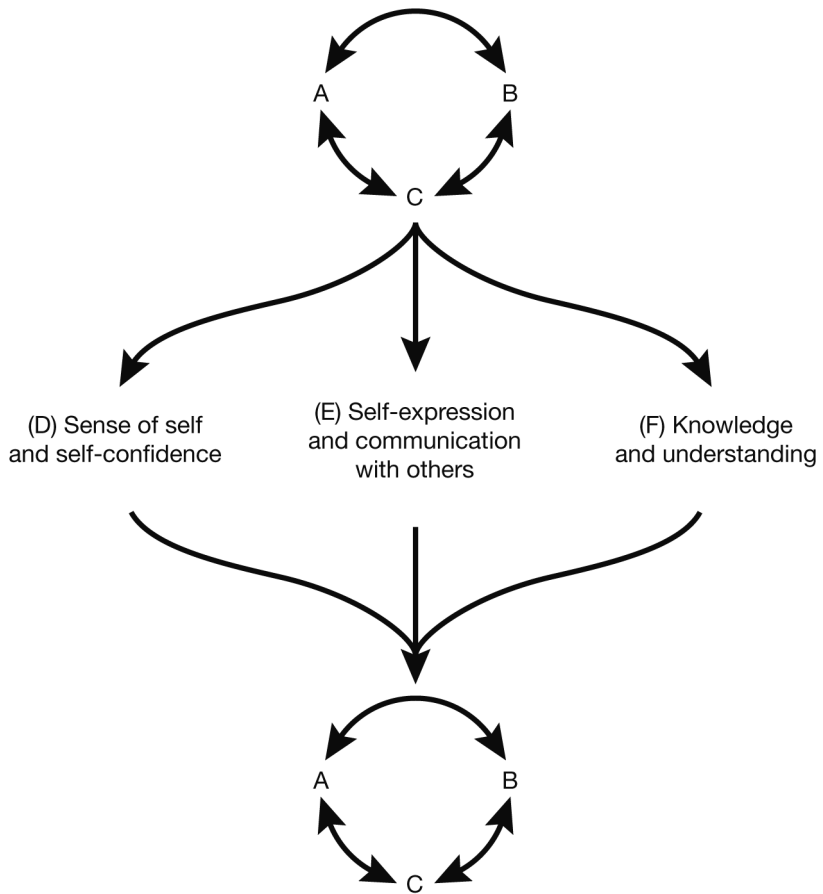 A
B
C
(D) Sense of self
and self-confidence
(E) Self-expression
and communication
with others
(F) Knowledge
and understanding
A
B
C